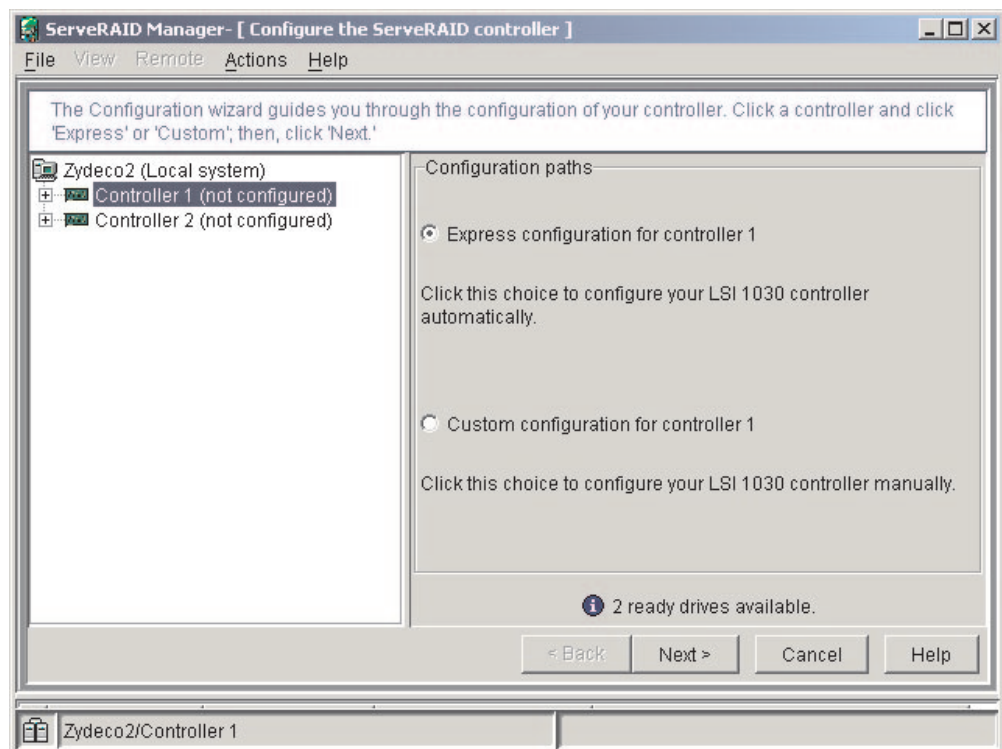 ServeRAID Manager- [ Configure the ServeRAID controller ]
File View Remote Actions Help
The Configuration wizard guides you through the configuration of your controller. Click a controller and click
'Express' or 'Custom'; then, click 'Next.'
Zydeco2 (Local system)
Controller 1 (not configured)
Controller 2 (not configured)
Configuration paths
Express configuration for controller 1
Click this choice to configure your LSI 1030 controller
automatically.
Custom configuration for controller 1
Click this choice to configure your LSI 1030 controller manually.
2 ready drives available.
< Back Next > Cancel Help
Zydeco2/Controller 1